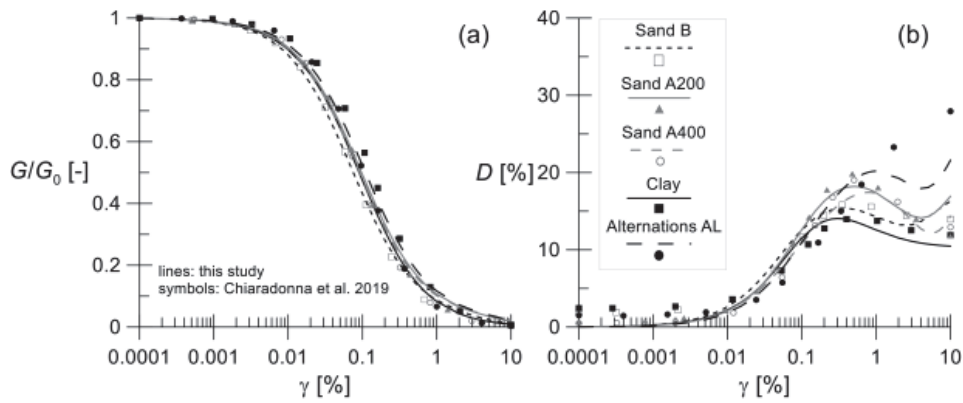 (a)
1
0.8
0.6
0.4
0.2
0
G/G₀ [-]
lines: this study
symbols: Chiaradonna et al. 2019
0.0001 0.001 0.01 0.1 1 10
γ [%]
(b)
40
30
20
10
0
D [%]
Sand B
Sand A200
Sand A400
Clay
Alternations AL
0.0001 0.001 0.01 0.1 1 10
γ [%]